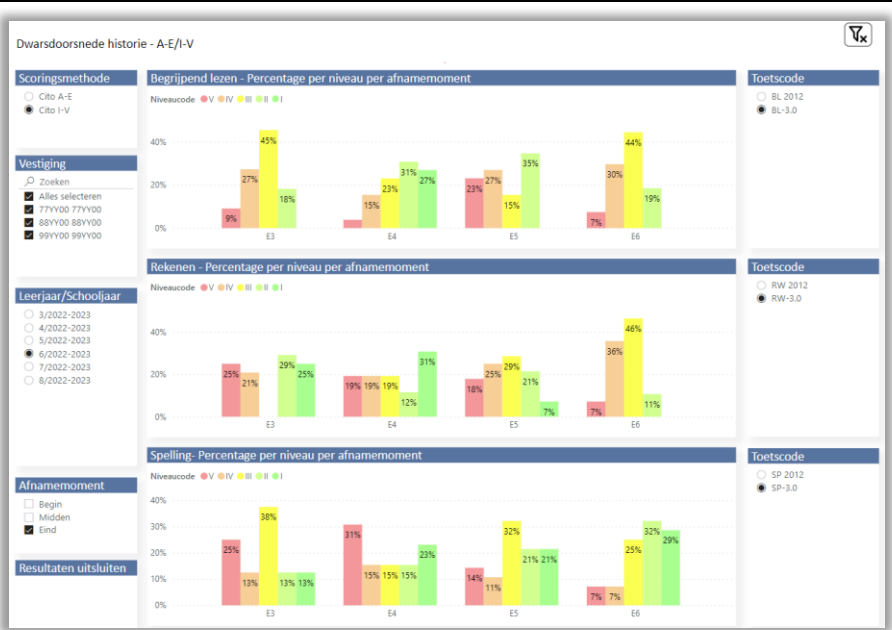 Dwarsdoorsnede historie - A-E/I-V
Scoringsmethode
Cito A-E
Cito I-V
Vestiging
Zoeken
Alles selecteren
77YY00 77YY00
88YY00 88YY00
99YY00 99YY00
Leerjaar/Schooljaar
3/2022-2023
4/2022-2023
5/2022-2023
6/2022-2023
7/2022-2023
8/2022-2023
Afnamemoment
Begin
Midden
Eind
Resultaten uitsluiten
Begrijpend lezen - Percentage per niveau per afnamemoment
Niveaucode V IV III II I
40%
20%
0%
9% 27% 45% 18%
15% 23% 31% 27%
23% 27% 15% 35%
7% 30% 44% 19%
E3 E4 E5 E6
Rekenen - Percentage per niveau per afnamemoment
Niveaucode V IV III II I
40%
20%
0%
25% 21% 29% 25%
19% 19% 19% 12% 31%
18% 25% 29% 21% 7%
7% 36% 46% 11%
E3 E4 E5 E6
Spelling- Percentage per niveau per afnamemoment
Niveaucode V IV III II I
40%
30%
20%
10%
0%
25% 13% 38% 13% 13%
31% 15% 15% 15% 23%
14% 11% 32% 21% 21%
7% 7% 25% 32% 29%
E3 E4 E5 E6
Toetscode
BL 2012
BL-3.0
Toetscode
RW 2012
RW-3.0
Toetscode
SP 2012
SP-3.0